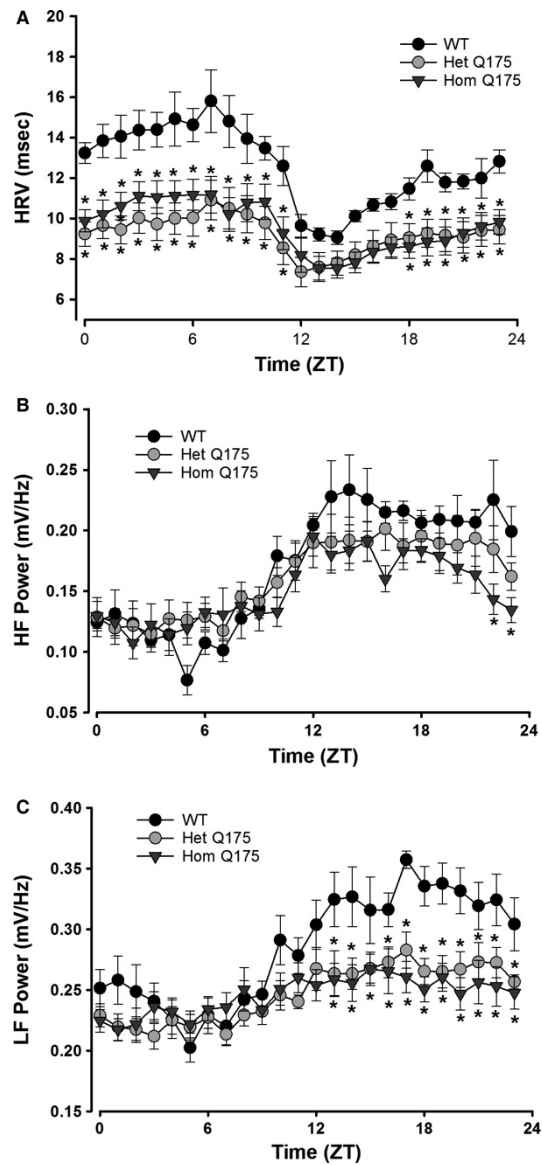 A
16
14
12
10
8
6
HRV (msec)
WT
Het Q175
Hom Q175
* * * * * * * * * * *
* * * * * *
* * * * * * * * * * * *
* * * * * *
0 6 12 18 24
Time (ZT)
B
0.30
0.25
0.20
0.15
0.10
0.05
HF Power (mV/Hz)
WT
Het Q175
Hom Q175
* *
0 6 12 18 24
Time (ZT)
C
0.40
0.35
0.30
0.25
0.20
0.15
LF Power (mV/Hz)
WT
Het Q175
Hom Q175
* * * * * * * * *
* * * * * * * * * *
0 6 12 18 24
Time (ZT)